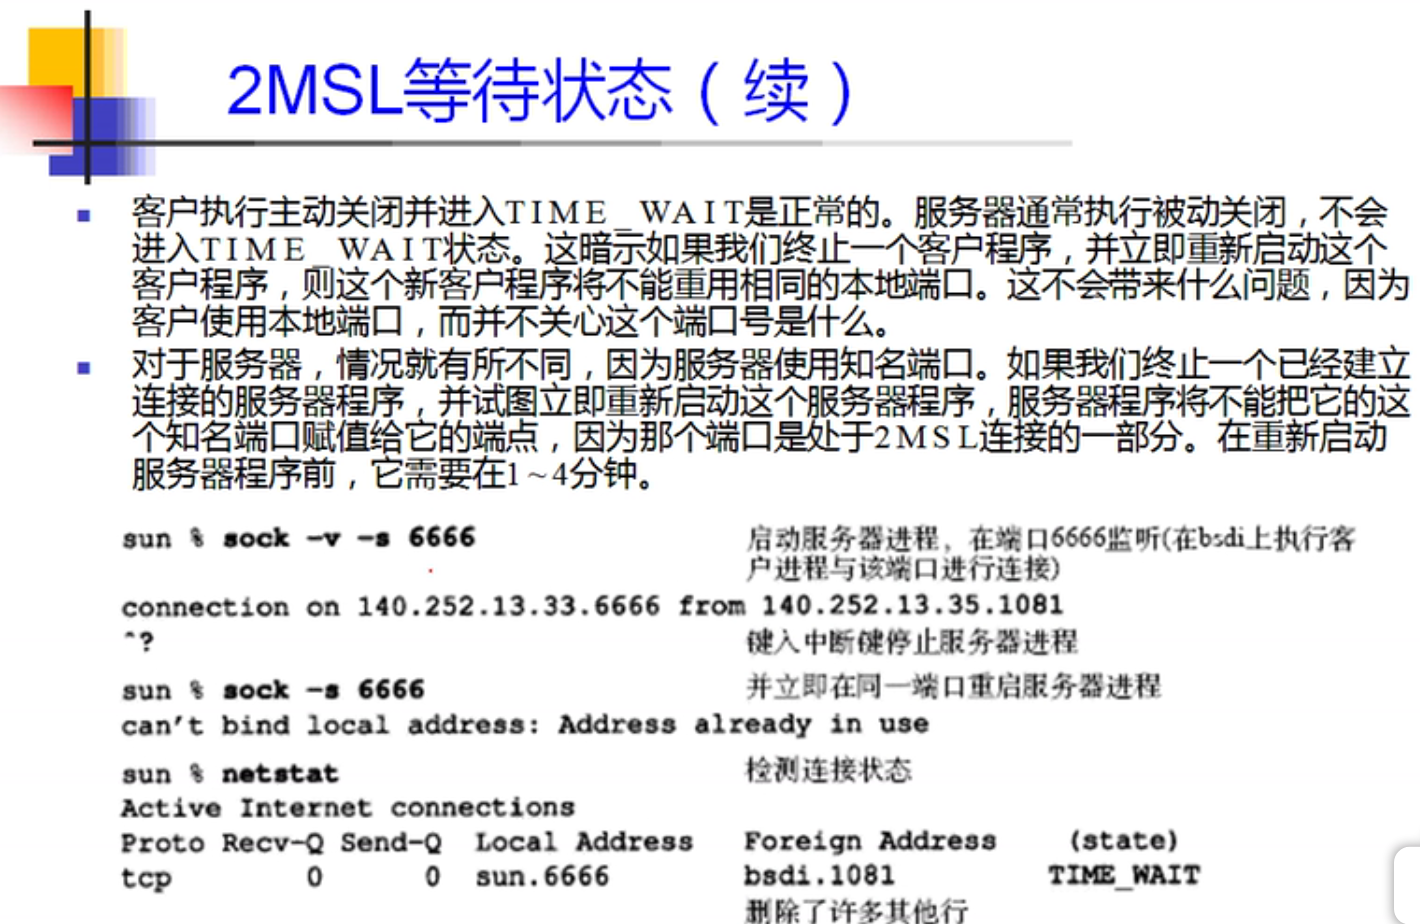 2MSL等待状态（续）
客户执行主动关闭并进入TIME_WAIT是正常的。服务器通常执行被动关闭，不会
进入TIME_WAIT状态。这暗示如果我们终止一个客户程序，并立即重新启动这个
客户程序，则这个新客户程序将不能重用相同的本地端口。这不会带来什么问题，因为
客户使用本地端口，而并不关心这个端口号是什么。
对于服务器，情况就有所不同，因为服务器使用知名端口。如果我们终止一个已经建立
连接的服务器程序，并试图立即重新启动这个服务器程序，服务器程序将不能把它的这
个知名端口赋值给它的端点，因为那个端口是处于2MSL连接的一部分。在重新启动
服务器程序前，它需要在1~4分钟。
sun % sock -v -s 6666 启动服务器进程，在端口6666监听(在bsdi上执行客
户进程与该端口进行连接)
connection on 140.252.13.33.6666 from 140.252.13.35.1081
^? 键入中断键停止服务器进程
sun % sock -s 6666 并立即在同一端口重启服务器进程
can't bind local address: Address already in use
sun % netstat 检测连接状态
Active Internet connections
Proto Recv-Q Send-Q Local Address Foreign Address (state)
tcp 0 0 sun.6666 bsdi.1081 TIME_WAIT
删除了许多其他行